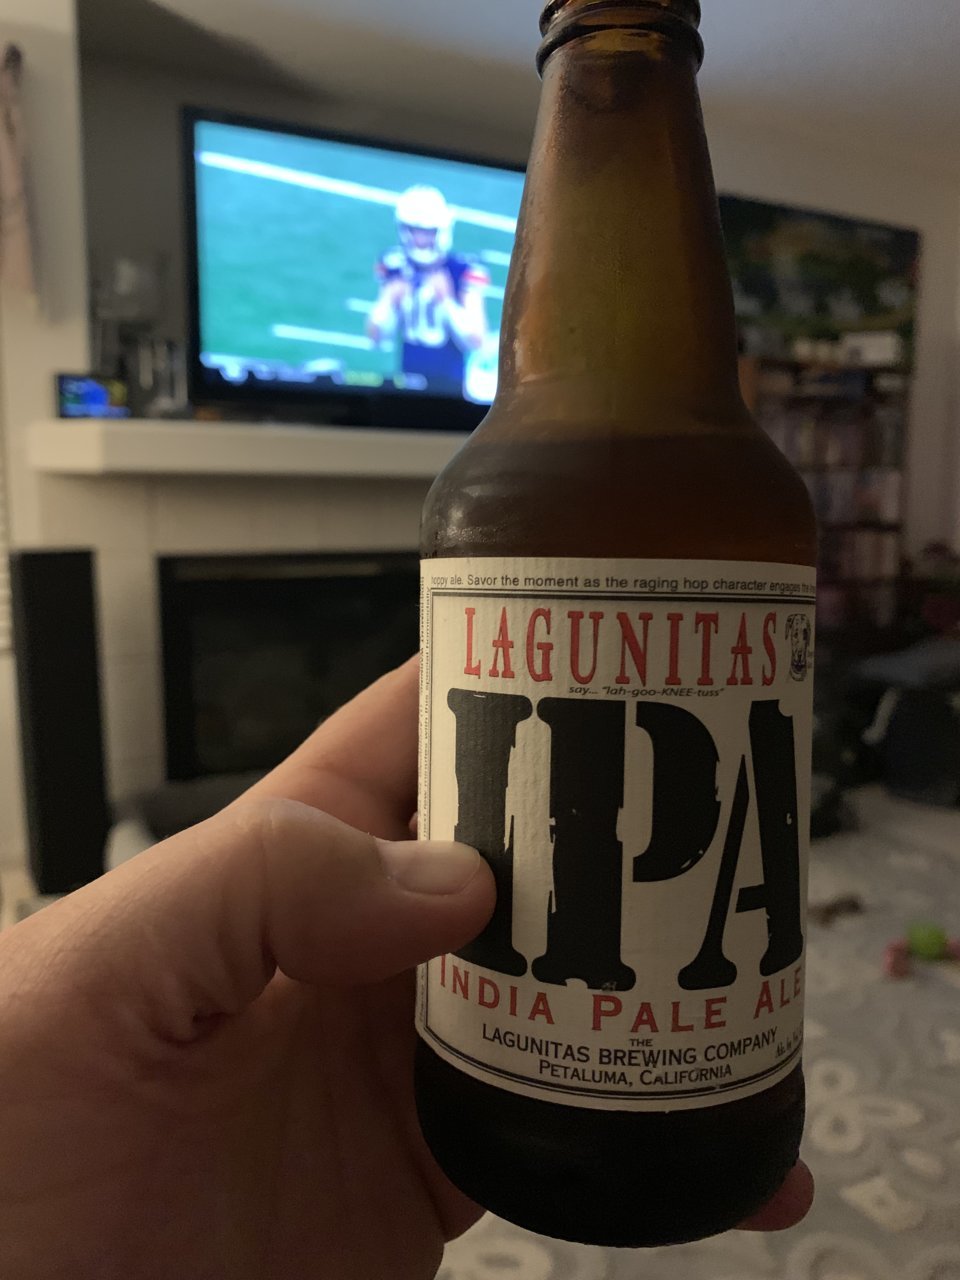 hoppy ale. Savor the moment as the raging hop character engages the
LAGUNITAS
say... "lah-goo-KNEE-tuss"
IPA
INDIA PALE ALE
THE
LAGUNITAS BREWING COMPANY
PETALUMA, CALIFORNIA